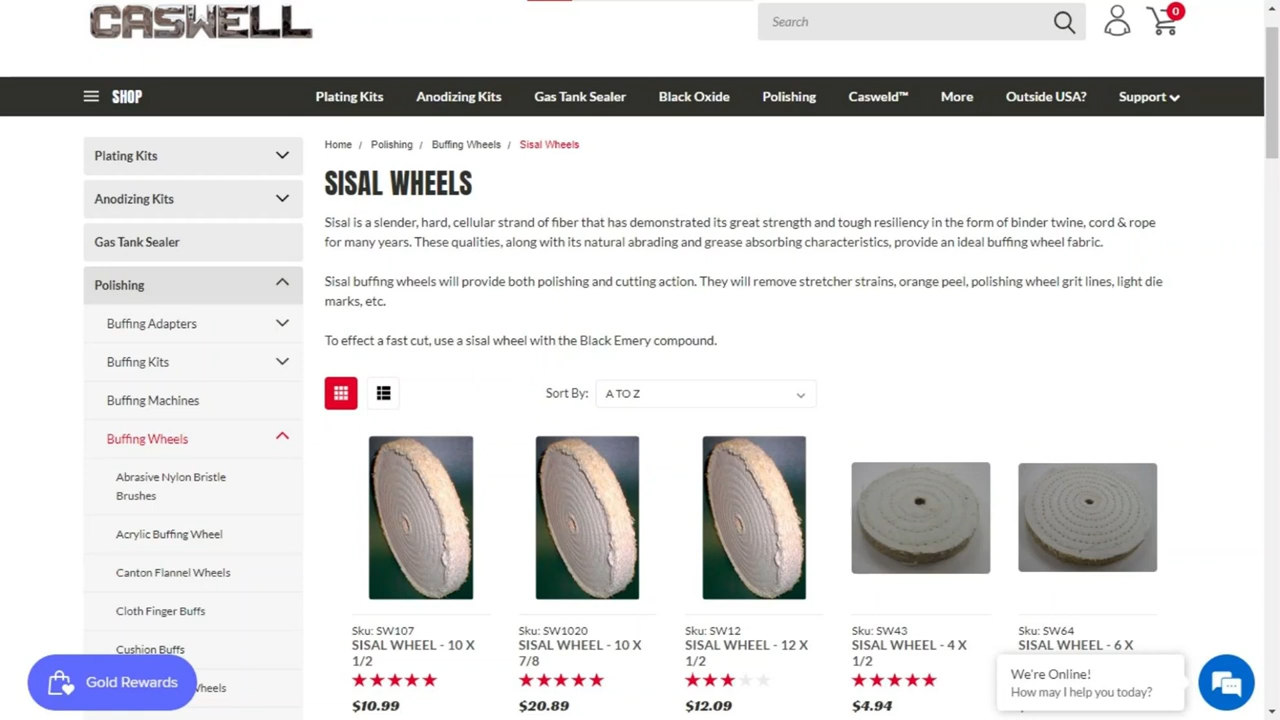 CASWELL
Search
0
SHOP
Plating Kits
Anodizing Kits
Gas Tank Sealer
Black Oxide
Polishing
Casweld™
More
Outside USA?
Support
Plating Kits
Anodizing Kits
Gas Tank Sealer
Polishing
Buffing Adapters
Buffing Kits
Buffing Machines
Buffing Wheels
Abrasive Nylon Bristle
Brushes
Acrylic Buffing Wheel
Canton Flannel Wheels
Cloth Finger Buffs
Cushion Buffs
Gold Rewards
Home / Polishing / Buffing Wheels / Sisal Wheels
SISAL WHEELS
Sisal is a slender, hard, cellular strand of fiber that has demonstrated its great strength and tough resiliency in the form of binder twine, cord & rope
for many years. These qualities, along with its natural abrading and grease absorbing characteristics, provide an ideal buffing wheel fabric.
Sisal buffing wheels will provide both polishing and cutting action. They will remove stretcher strains, orange peel, polishing wheel grit lines, light die
marks, etc.
To effect a fast cut, use a sisal wheel with the Black Emery compound.
Sort By: A TO Z
Sku: SW107
SISAL WHEEL - 10 X
1/2
$10.99
Sku: SW1020
SISAL WHEEL - 10 X
7/8
$20.89
Sku: SW12
SISAL WHEEL - 12 X
1/2
$12.09
Sku: SW43
SISAL WHEEL - 4 X
1/2
$4.94
Sku: SW64
SISAL WHEEL - 6 X
We're Online!
How may I help you today?